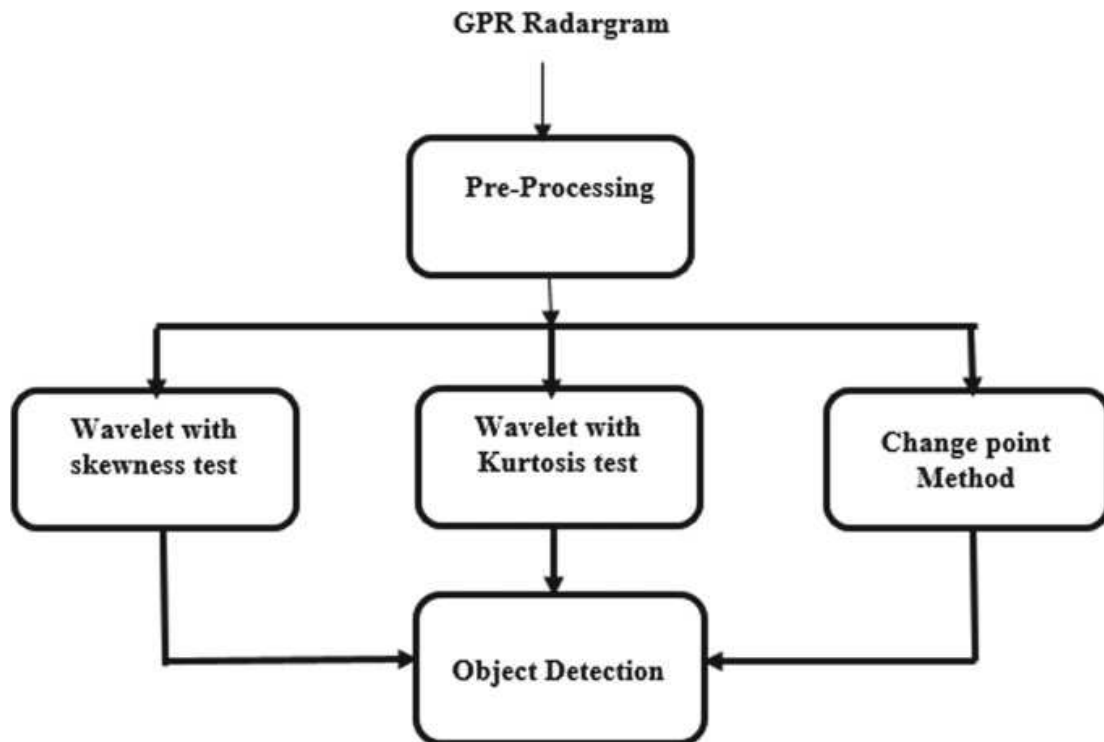 GPR Radargram
Pre-Processing
Wavelet with
skewness test
Wavelet with
Kurtosis test
Change point
Method
Object Detection